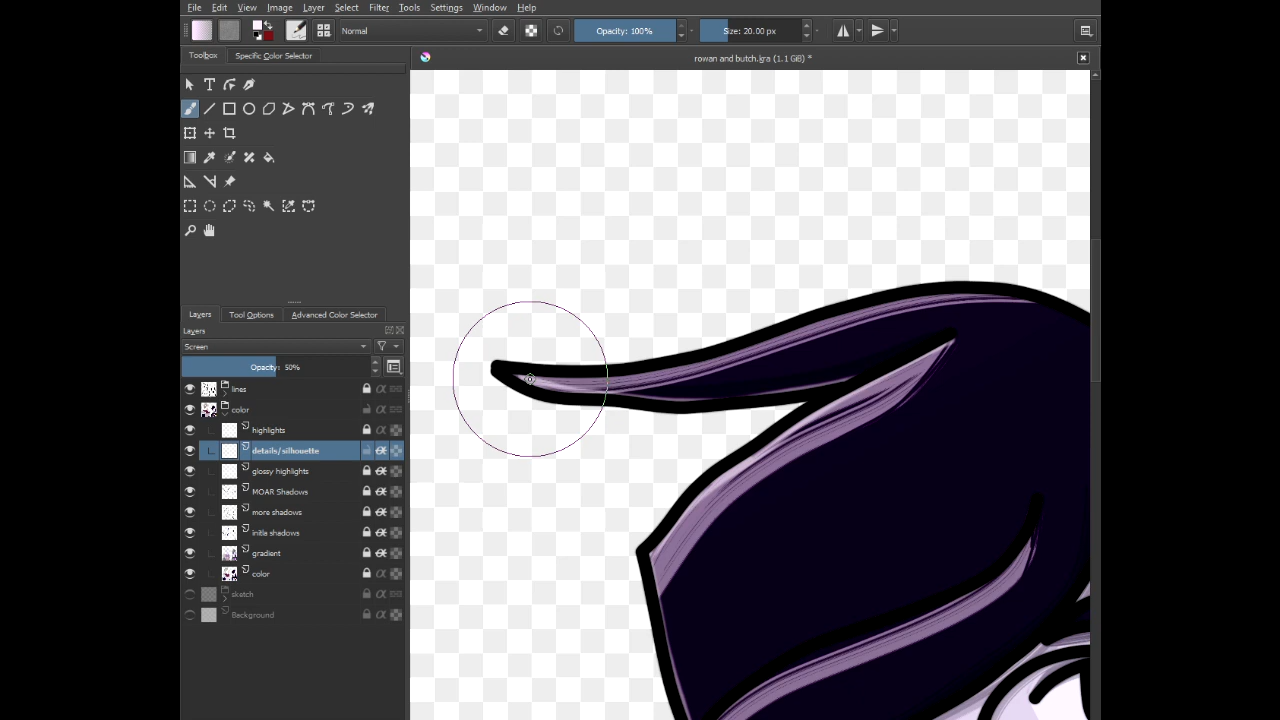 File Edit View Image Layer Select Filter Tools Settings Window Help
Normal Opacity: 100% Size: 20.00 px
Toolbox Specific Color Selector
rowan and butch.kra (1.1 GiB) *
Layers Tool Options Advanced Color Selector
Layers
Screen
Opacity: 50%
lines
color
highlights
details/silhouette
glossy highlights
MOAR Shadows
more shadows
initla shadows
gradient
color
sketch
Background